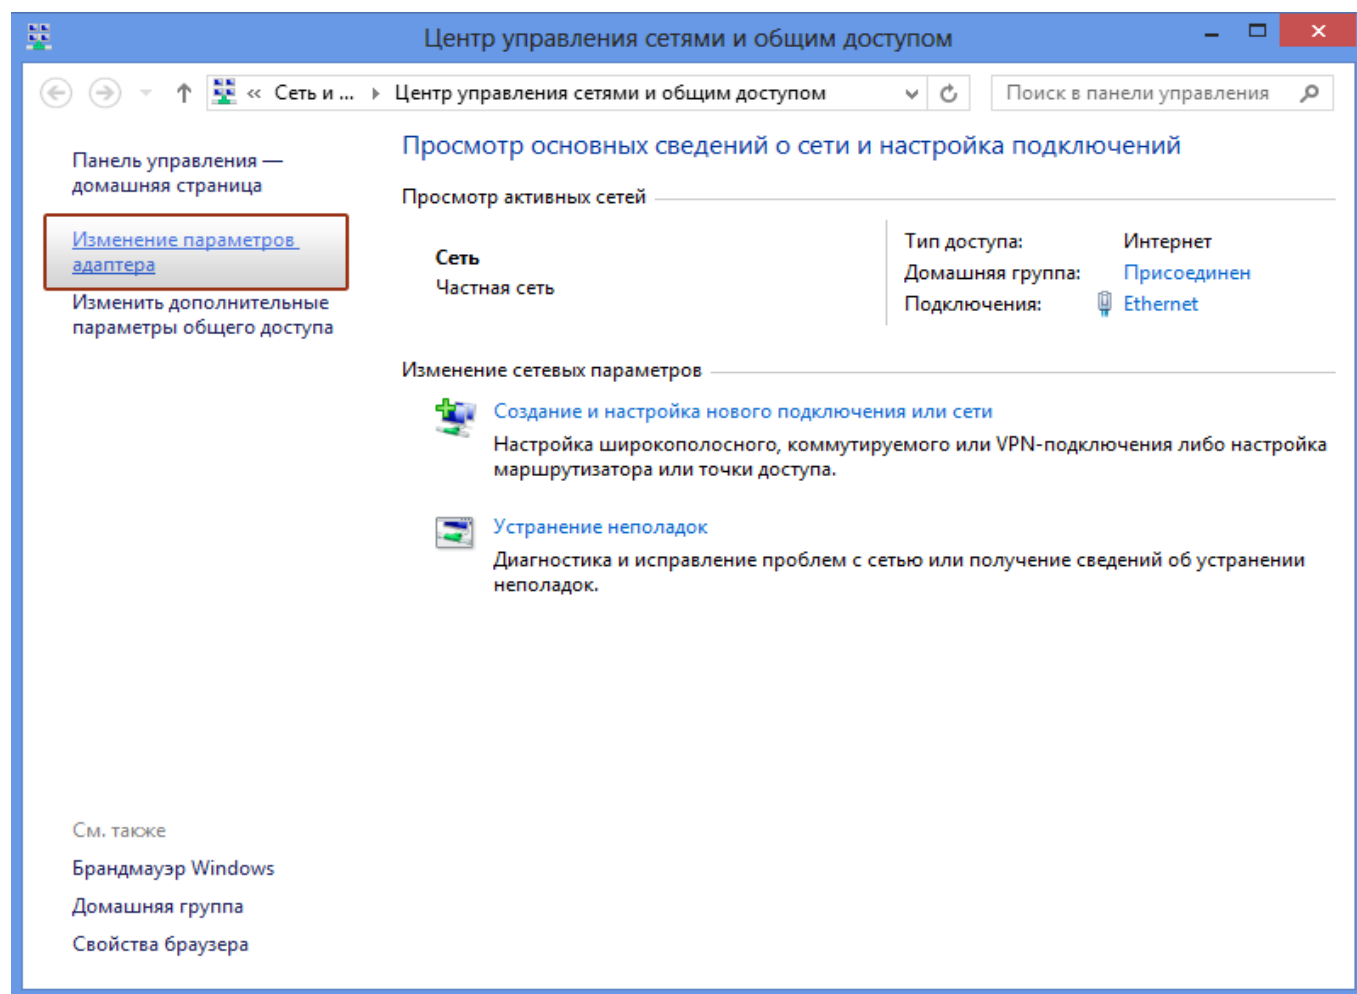 Центр управления сетями и общим доступом
« Сеть и ... Центр управления сетями и общим доступом
Поиск в панели управления
Панель управления —
домашняя страница
Изменение параметров
адаптера
Изменить дополнительные
параметры общего доступа
Просмотр основных сведений о сети и настройка подключений
Просмотр активных сетей
Сеть
Частная сеть
Тип доступа: Интернет
Домашняя группа: Присоединен
Подключения: Ethernet
Изменение сетевых параметров
Создание и настройка нового подключения или сети
Настройка широкополосного, коммутируемого или VPN-подключения либо настройка
маршрутизатора или точки доступа.
Устранение неполадок
Диагностика и исправление проблем с сетью или получение сведений об устранении
неполадок.
См. также
Брандмауэр Windows
Домашняя группа
Свойства браузера